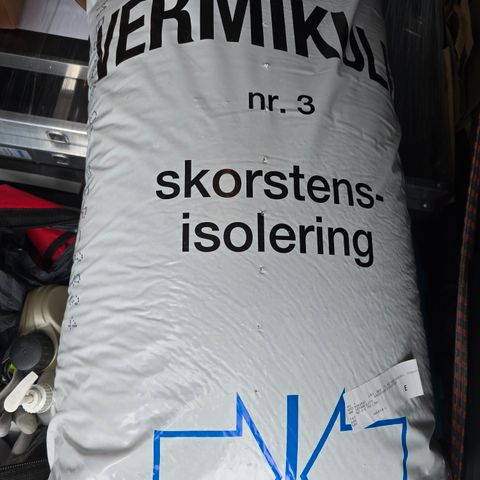 VERMIKUL
nr. 3
skorstens-
isolering
E